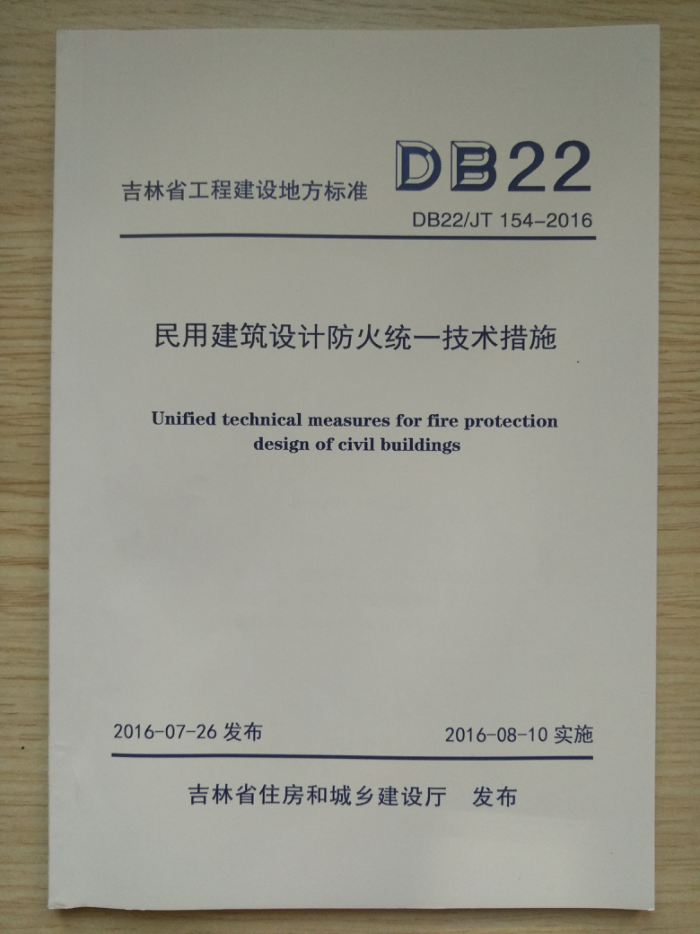 吉林省工程建设地方标准 DB22
DB22/JT 154-2016
民用建筑设计防火统一技术措施
Unified technical measures for fire protection
design of civil buildings
2016-07-26 发布 2016-08-10 实施
吉林省住房和城乡建设厅 发布